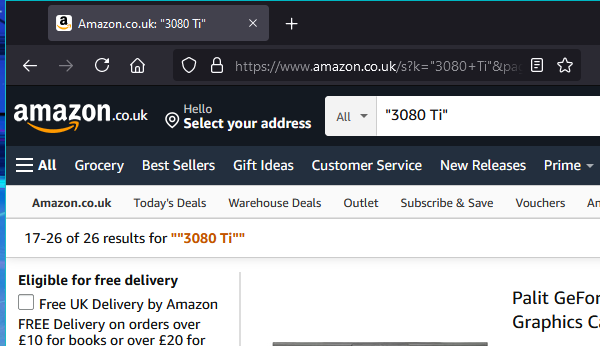 Amazon.co.uk: "3080 Ti"
https://www.amazon.co.uk/s?k="3080+Ti"&pag
amazon.co.uk
Hello
Select your address
All
"3080 Ti"
All Grocery Best Sellers Gift Ideas Customer Service New Releases Prime
Amazon.co.uk Today's Deals Warehouse Deals Outlet Subscribe & Save Vouchers
17-26 of 26 results for ""3080 Ti""
Eligible for free delivery
Free UK Delivery by Amazon
FREE Delivery on orders over
£10 for books or over £20 for
Palit GeFor
Graphics Ca